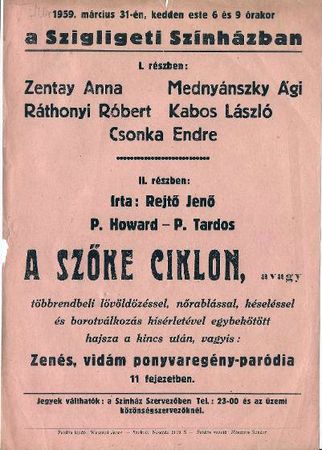 1959. március 31-én, kedden este 6 és 9 órakor
a Szigligeti Színházban
I. részben:
Zentay Anna Mednyánszky Ági
Ráthonyi Róbert Kabos László
Csonka Endre
II. részben:
Irta: Rejtő Jenő
P. Howard – P. Tardos
A SZŐKE CIKLON, avagy
többrendbeli lövöldözéssel, nőrablással, késeléssel
és borotválkozás kisérletével egybekötött
hajsza a kincs után, vagyis:
Zenés, vidám ponyvaregény-paródia
11 fejezetben.
Jegyek válthatók: a Szinház Szervezőben Tel.: 23-00 és az üzemi
közönségszervezőknél.